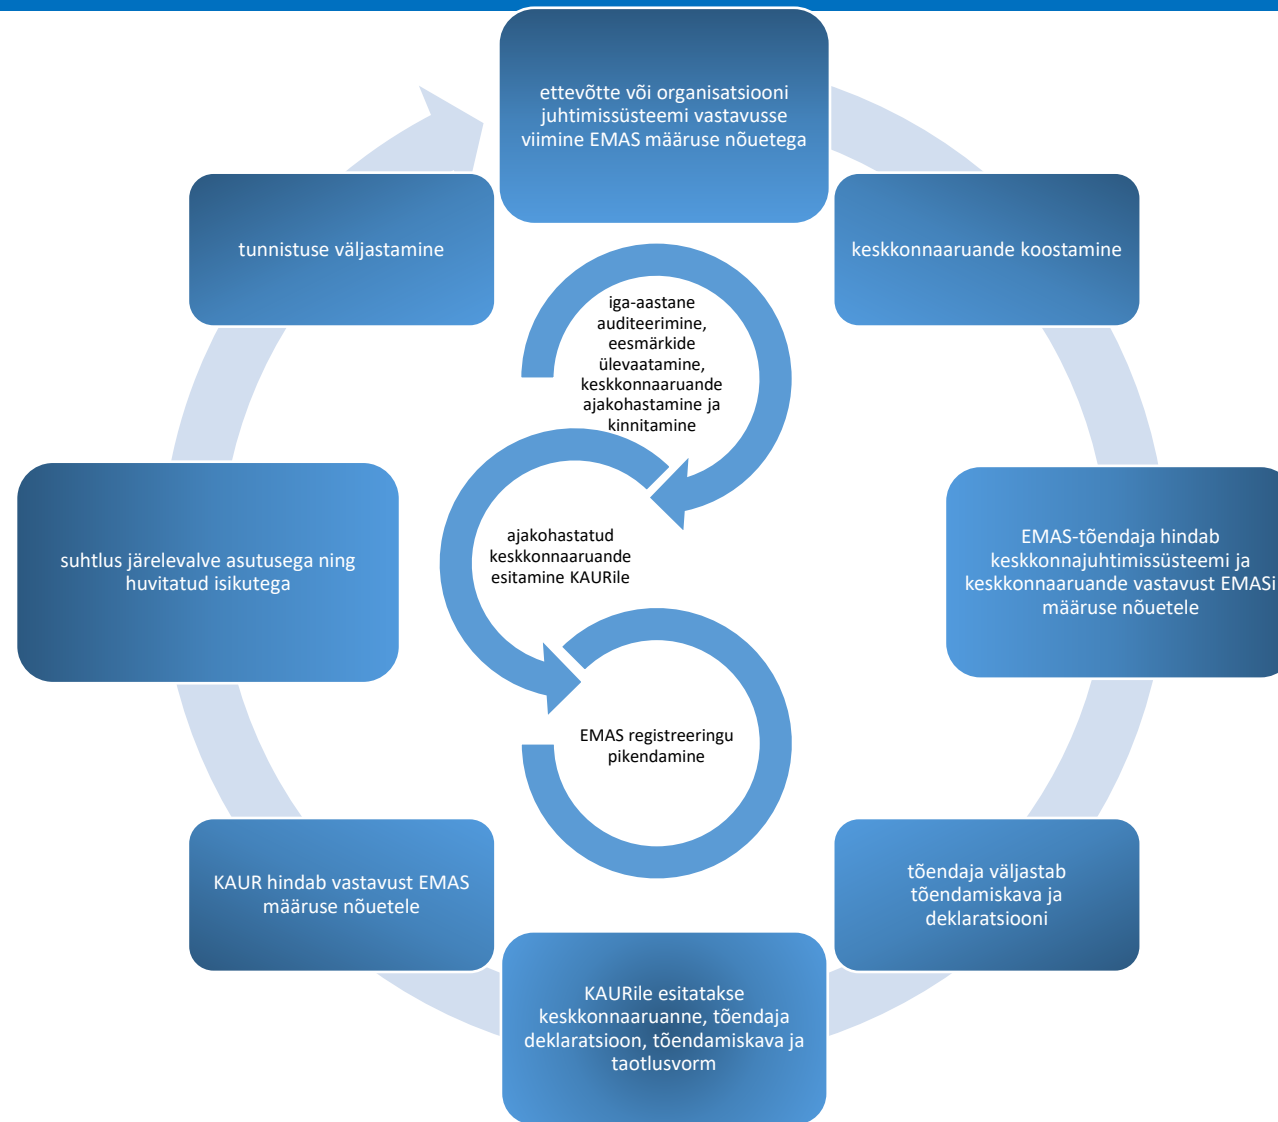 ettevõtte või organisatsiooni
juhtimissüsteemi vastavusse
viimine EMAS määruse nõuetega
keskkonnaaruande koostamine
EMAS-tõendaja hindab
keskkonnajuhtimissüsteemi ja
keskkonnaaruande vastavust EMASi
määruse nõuetele
tõendaja väljastab
tõendamiskava ja
deklaratsiooni
KAURile esitatakse
keskkonnaaruanne, tõendaja
deklaratsioon, tõendamiskava ja
taotlusvorm
KAUR hindab vastavust EMAS
määruse nõuetele
suhtlus järelevalve asutusega ning
huvitatud isikutega
tunnistuse väljastamine
iga-aastane
auditeerimine,
eesmärkide
ülevaatamine,
keskkonnaaruande
ajakohastamine ja
kinnitamine
ajakohastatud
keskkonnaaruande
esitamine KAURile
EMAS registreeringu
pikendamine